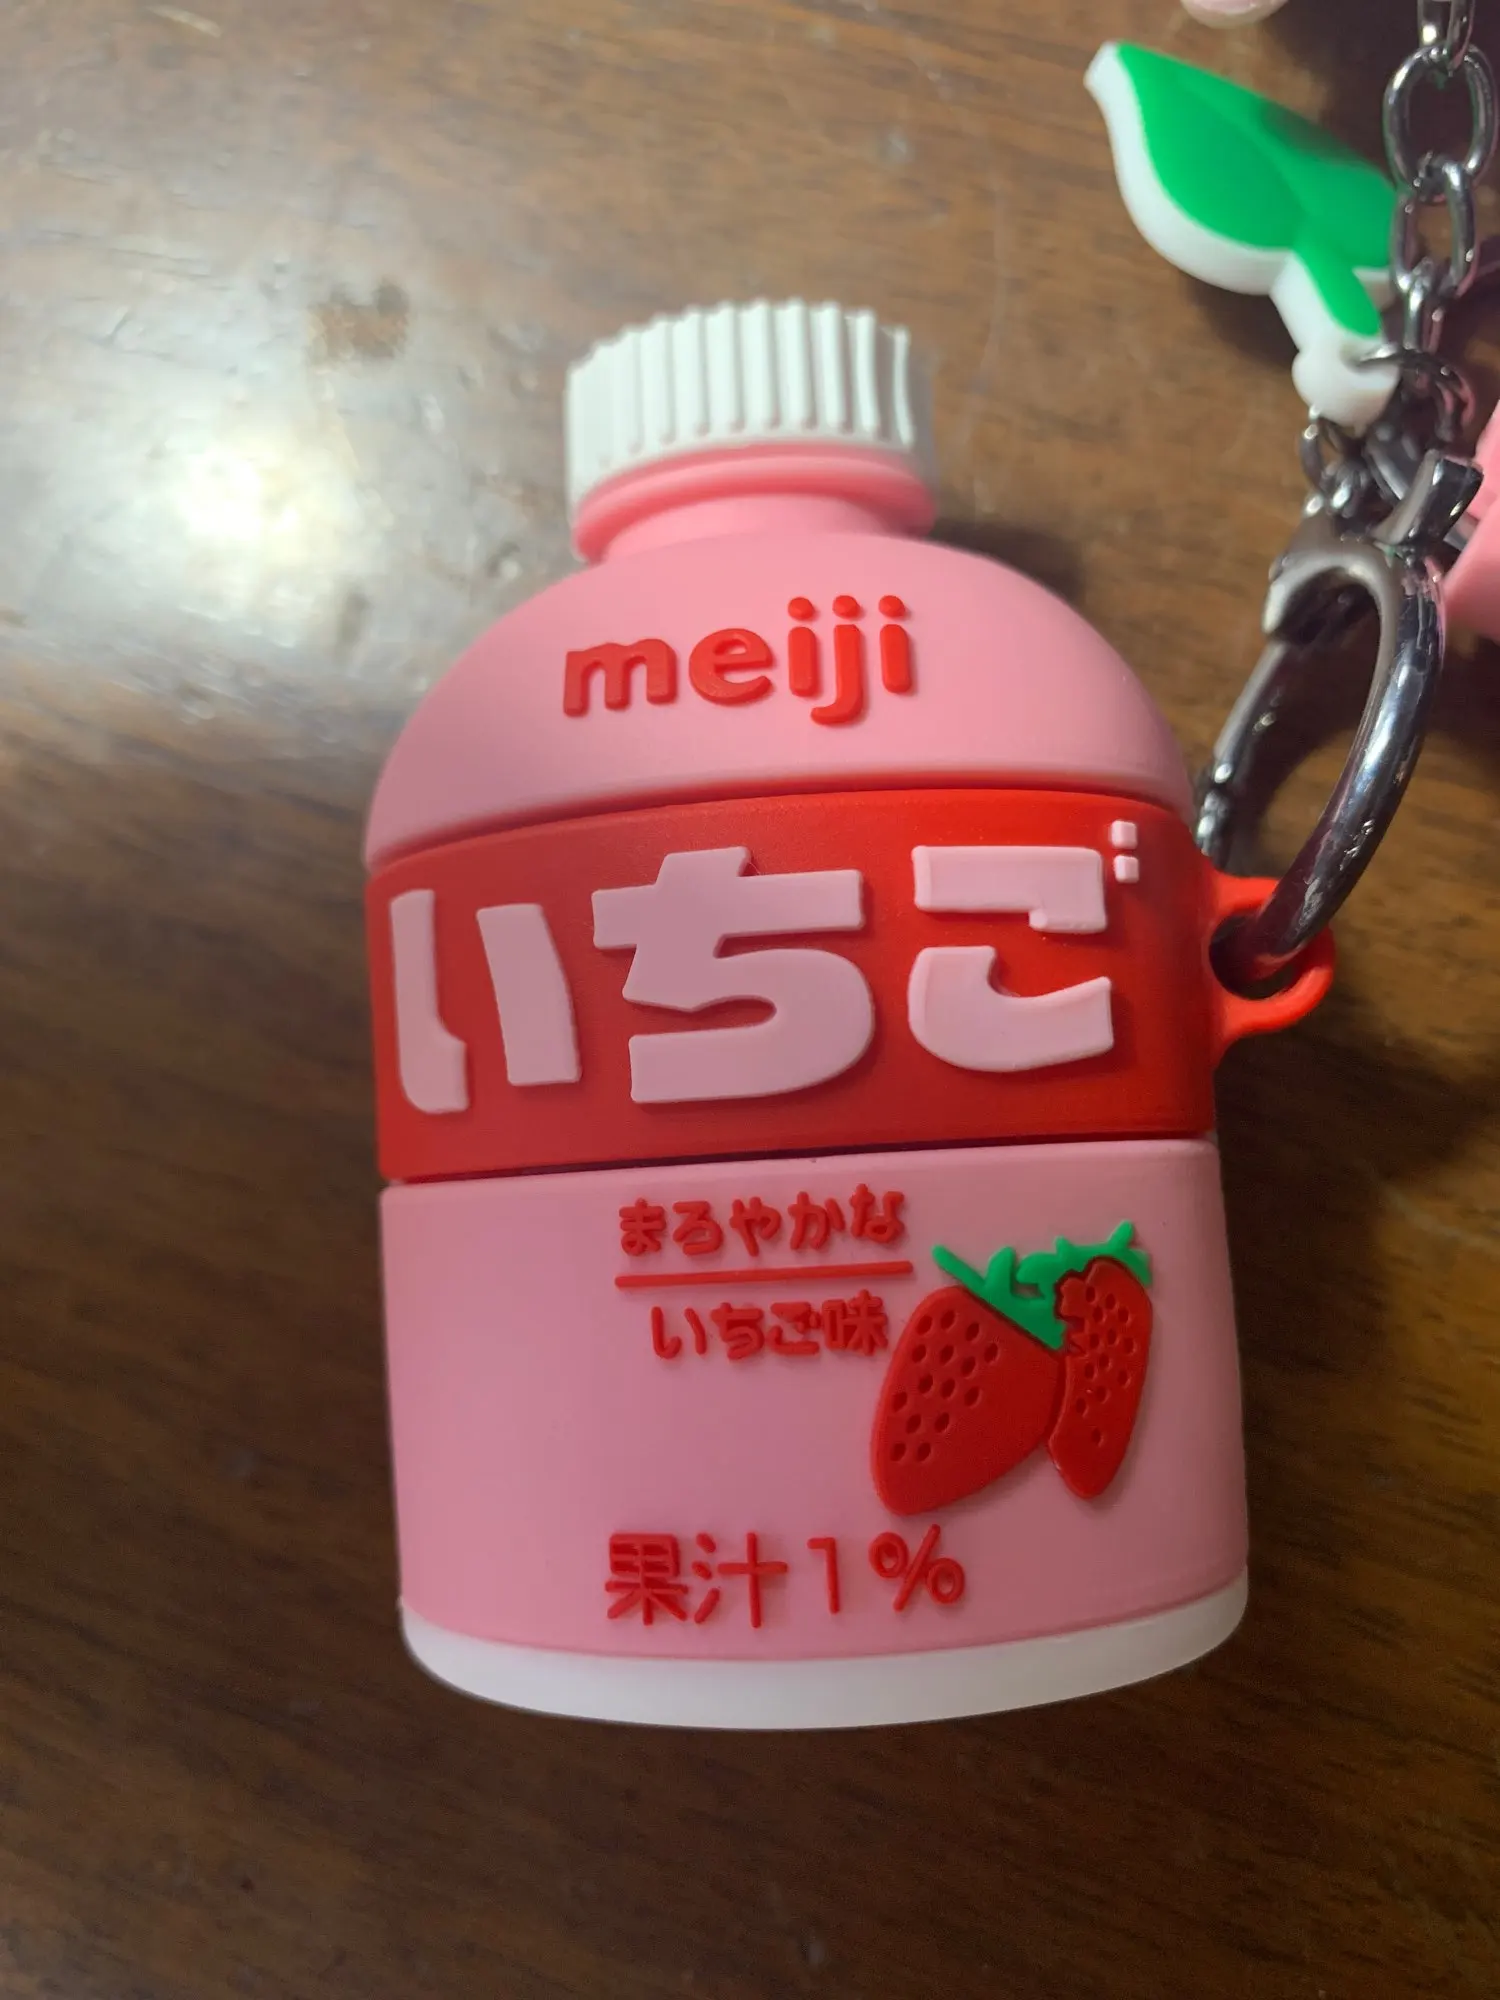 meiji
いちご
まろやかな
いちご味
果汁1%